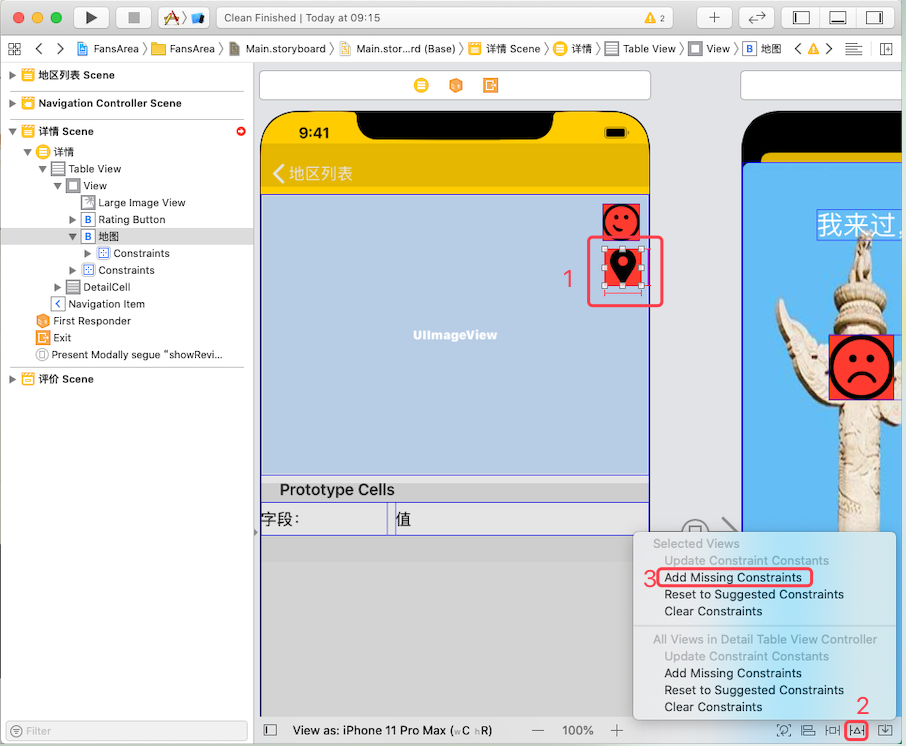 Clean Finished | Today at 09:15
2
FansArea
FansArea
Main.storyboard
Main.stor...rd (Base)
详情 Scene
详情
Table View
View
B
地图
地区列表 Scene
Navigation Controller Scene
详情 Scene
详情
Table View
View
Large Image View
B Rating Button
B 地图
Constraints
Constraints
DetailCell
Navigation Item
First Responder
Exit
Present Modally segue "showRevi...
评价 Scene
Filter
9:41
地区列表
1
UIImageView
Prototype Cells
字段:
值
我来过,
Selected Views
Update Constraint Constants
3
Add Missing Constraints
Reset to Suggested Constraints
Clear Constraints
All Views in Detail Table View Controller
Update Constraint Constants
Add Missing Constraints
Reset to Suggested Constraints
Clear Constraints
2
View as: iPhone 11 Pro Max (wC hR)
100%